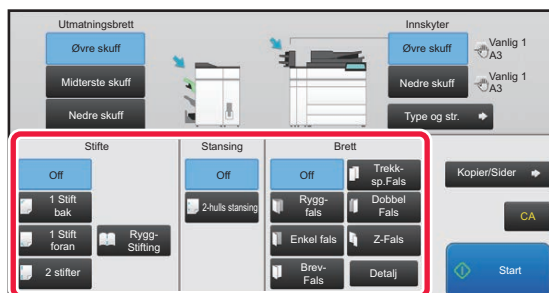 Utmatningsbrett
Innskyter
Øvre skuff
Midterste skuff
Nedre skuff
Øvre skuff
Vanlig 1
A3
Nedre skuff
Vanlig 1
A3
Type og str.
Stifte
Off
1 Stift
bak
1 Stift
foran
Rygg-
Stifting
2 stifter
Stansing
Off
2-hulls stansing
Brett
Off
Trekk-
sp.Fals
Rygg-
fals
Dobbel
Fals
Enkel fals
Z-Fals
Brev-
Fals
Detalj
Kopier/Sider
CA
Start